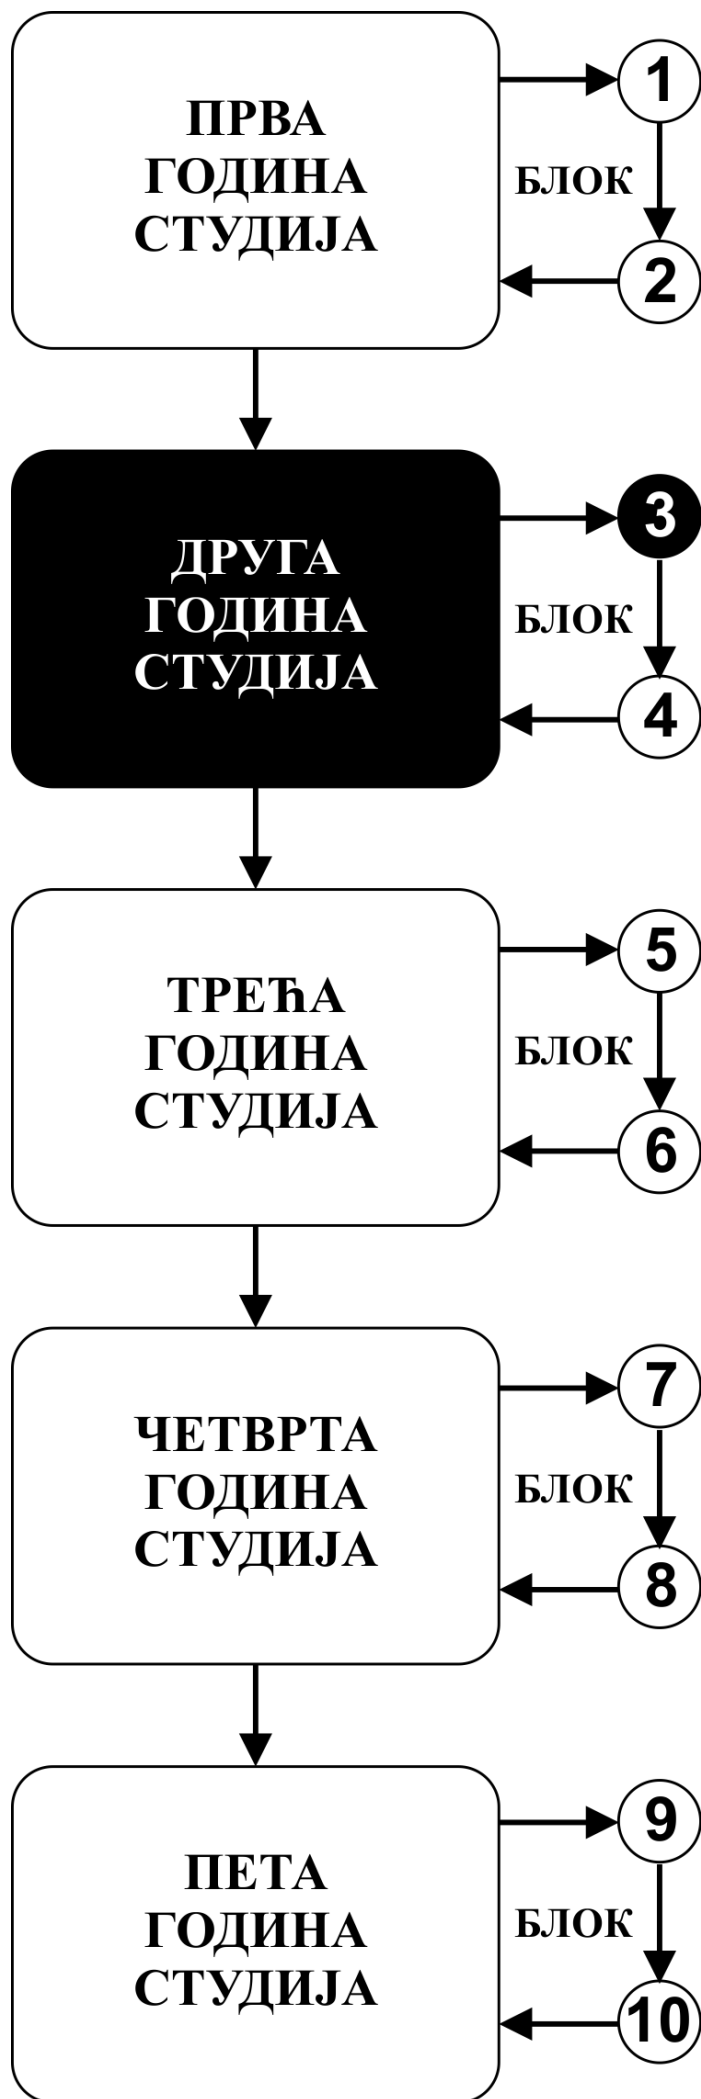 ПРВА
ГОДИНА
СТУДИЈА
1
БЛОК
2
ДРУГА
ГОДИНА
СТУДИЈА
3
БЛОК
4
ТРЕЋА
ГОДИНА
СТУДИЈА
5
БЛОК
6
ЧЕТВРТА
ГОДИНА
СТУДИЈА
7
БЛОК
8
ПЕТА
ГОДИНА
СТУДИЈА
9
БЛОК
10